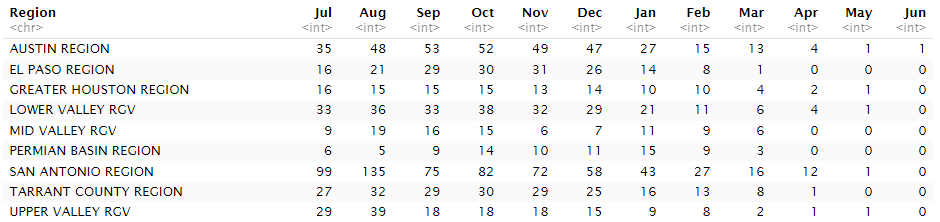 Region Jul Aug Sep Oct Nov Dec Jan Feb Mar Apr May Jun
<chr> <int> <int> <int> <int> <int> <int> <int> <int> <int> <int> <int> <int>
AUSTIN REGION 35 48 53 52 49 47 27 15 13 4 1 1
EL PASO REGION 16 21 29 30 31 26 14 8 1 0 0 0
GREATER HOUSTON REGION 16 15 15 15 13 14 10 10 4 2 1 0
LOWER VALLEY RGV 33 36 33 38 32 29 21 11 6 4 1 0
MID VALLEY RGV 9 19 16 15 6 7 11 9 6 0 0 0
PERMIAN BASIN REGION 6 5 9 14 10 11 15 9 3 0 0 0
SAN ANTONIO REGION 99 135 75 82 72 58 43 27 16 12 1 0
TARRANT COUNTY REGION 27 32 29 30 29 25 16 13 8 1 0 0
UPPER VALLEY RGV 29 39 18 18 18 15 9 8 2 1 1 0